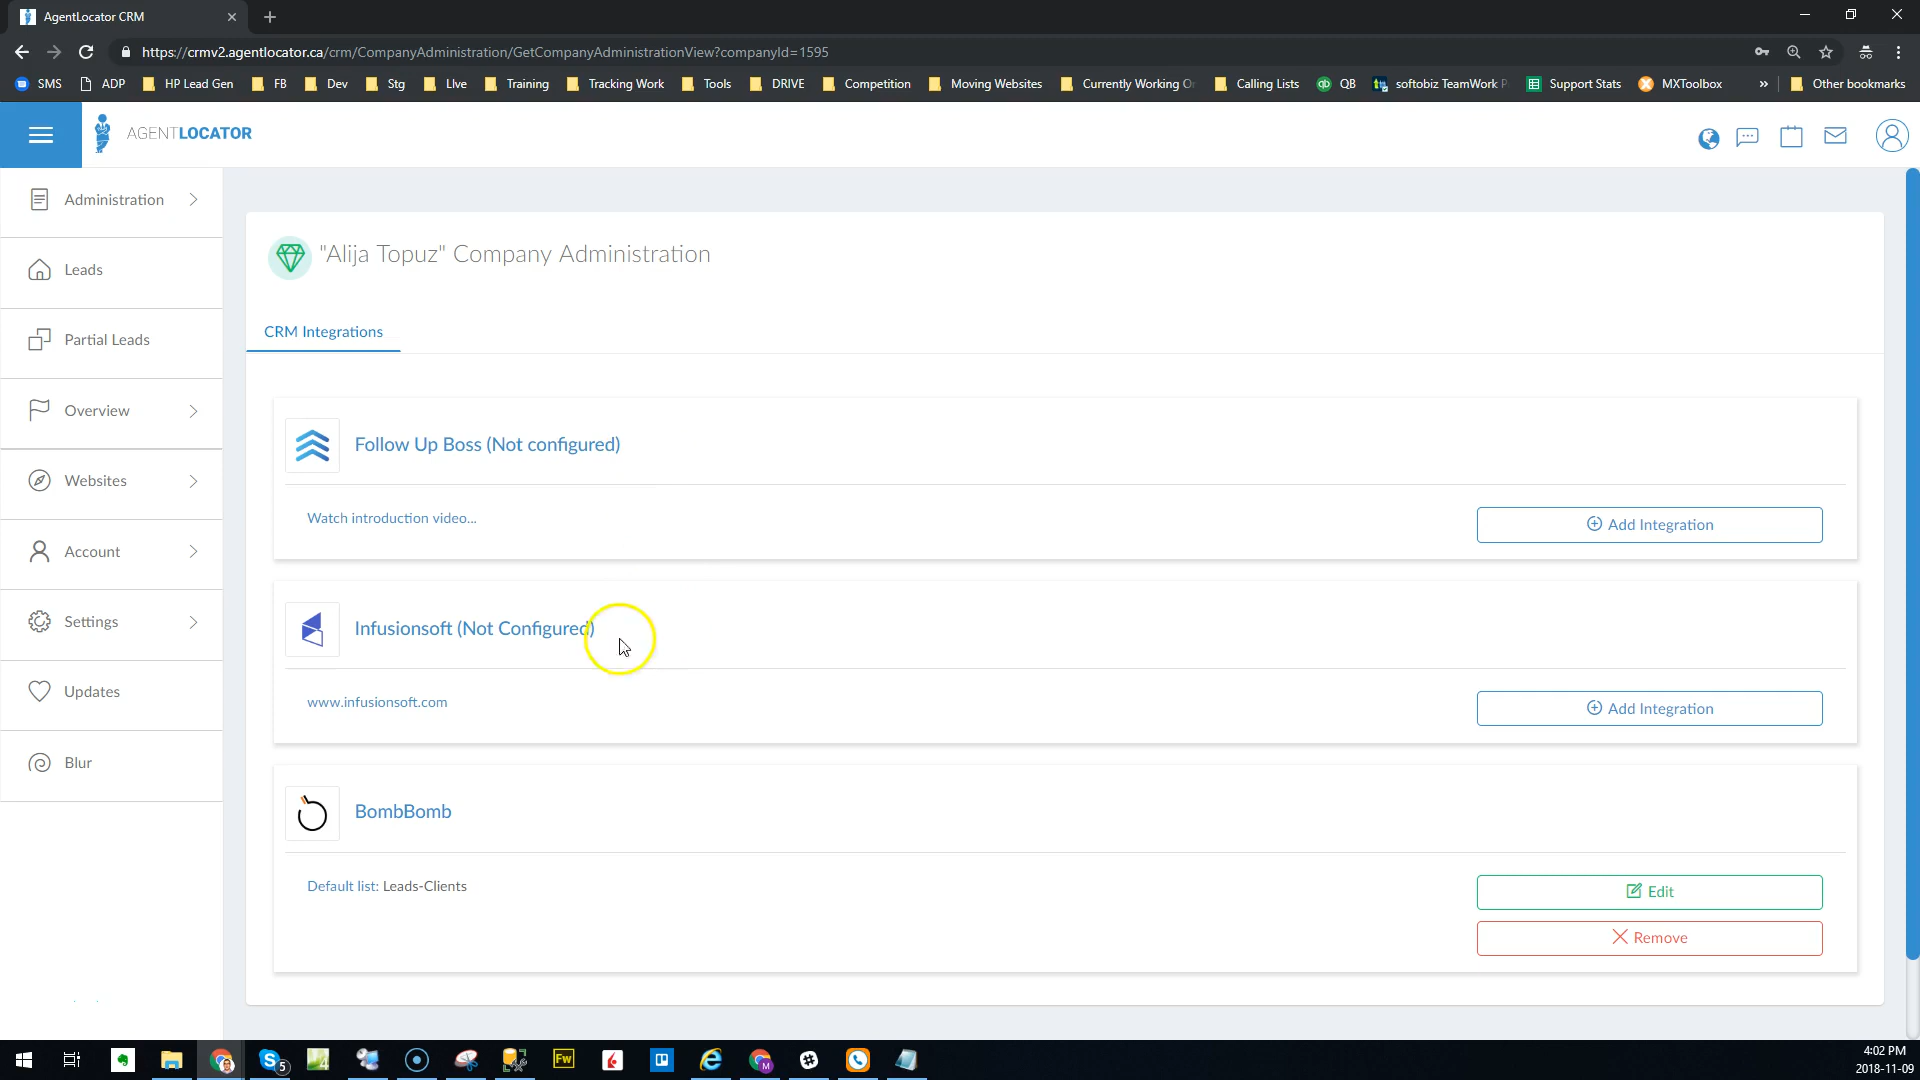 AgentLocator CRM
https://crmv2.agentlocator.ca/crm/CompanyAdministration/GetCompanyAdministrationView?companyId=1595
SMS ADP HP Lead Gen FB Dev Stg LIve Training Tracking Work Tools DRIVE Competition Moving Websites Currently Working Calling Lists QB softobiz TeamWork Support Stats MXToolbox » Other bookmarks
AGENTLOCATOR
Administration
Leads
Partial Leads
Overview
Websites
Account
Settings
Updates
Blur
"Alija Topuz" Company Administration
CRM Integrations
Follow Up Boss (Not configured)
Watch introduction video...
Add Integration
Infusionsoft (Not Configured)
www.infusionsoft.com
Add Integration
BombBomb
Default list: Leads-Clients
Edit
Remove
5
Fw
M
4:02 PM
2018-11-09